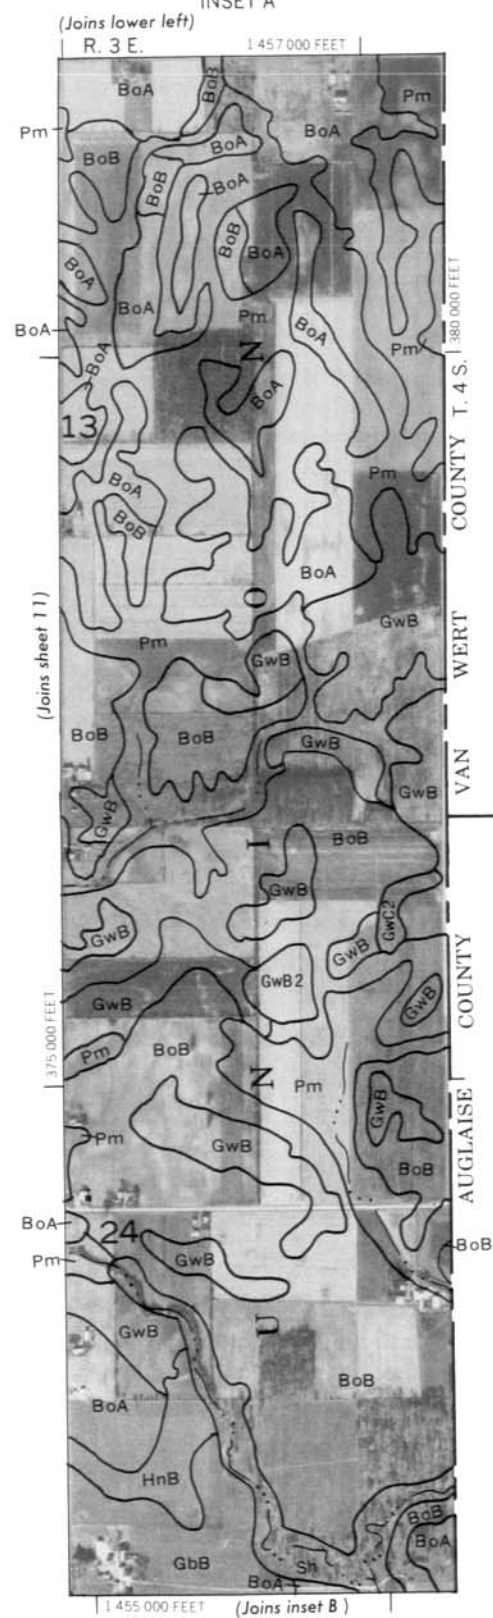 INSET A
(Joins lower left)
R. 3 E.
1 457 000 FEET
BoA
BoB
Pm
Pm
BoA
BoA
BoB
BoB
BoA
BoB
BoA
BoA
BoA
Pm
BoA
380 000 FEET
BoA
Pm
N
BoA
BoA
T. 4 S.
13
Pm
BoA
BoB
COUNTY
BoA
O
(Joins sheet 11)
GwB
Pm
GwB
WERT
BoB
BoB
GwB
VAN
GwB
GwB
I
BoB
GwB
GwC2
GwB
GwB
GwB2
GwB
GwB
COUNTY
375 000 FEET
Pm
BoB
N
Pm
GwB
Pm
GwB
BoB
AUGLAISE
BoA
24
BoB
Pm
GwB
U
GwB
BoB
BoA
HnB
BoB
BoA
GbB
Sh
BoA
1 455 000 FEET
(Joins inset B)